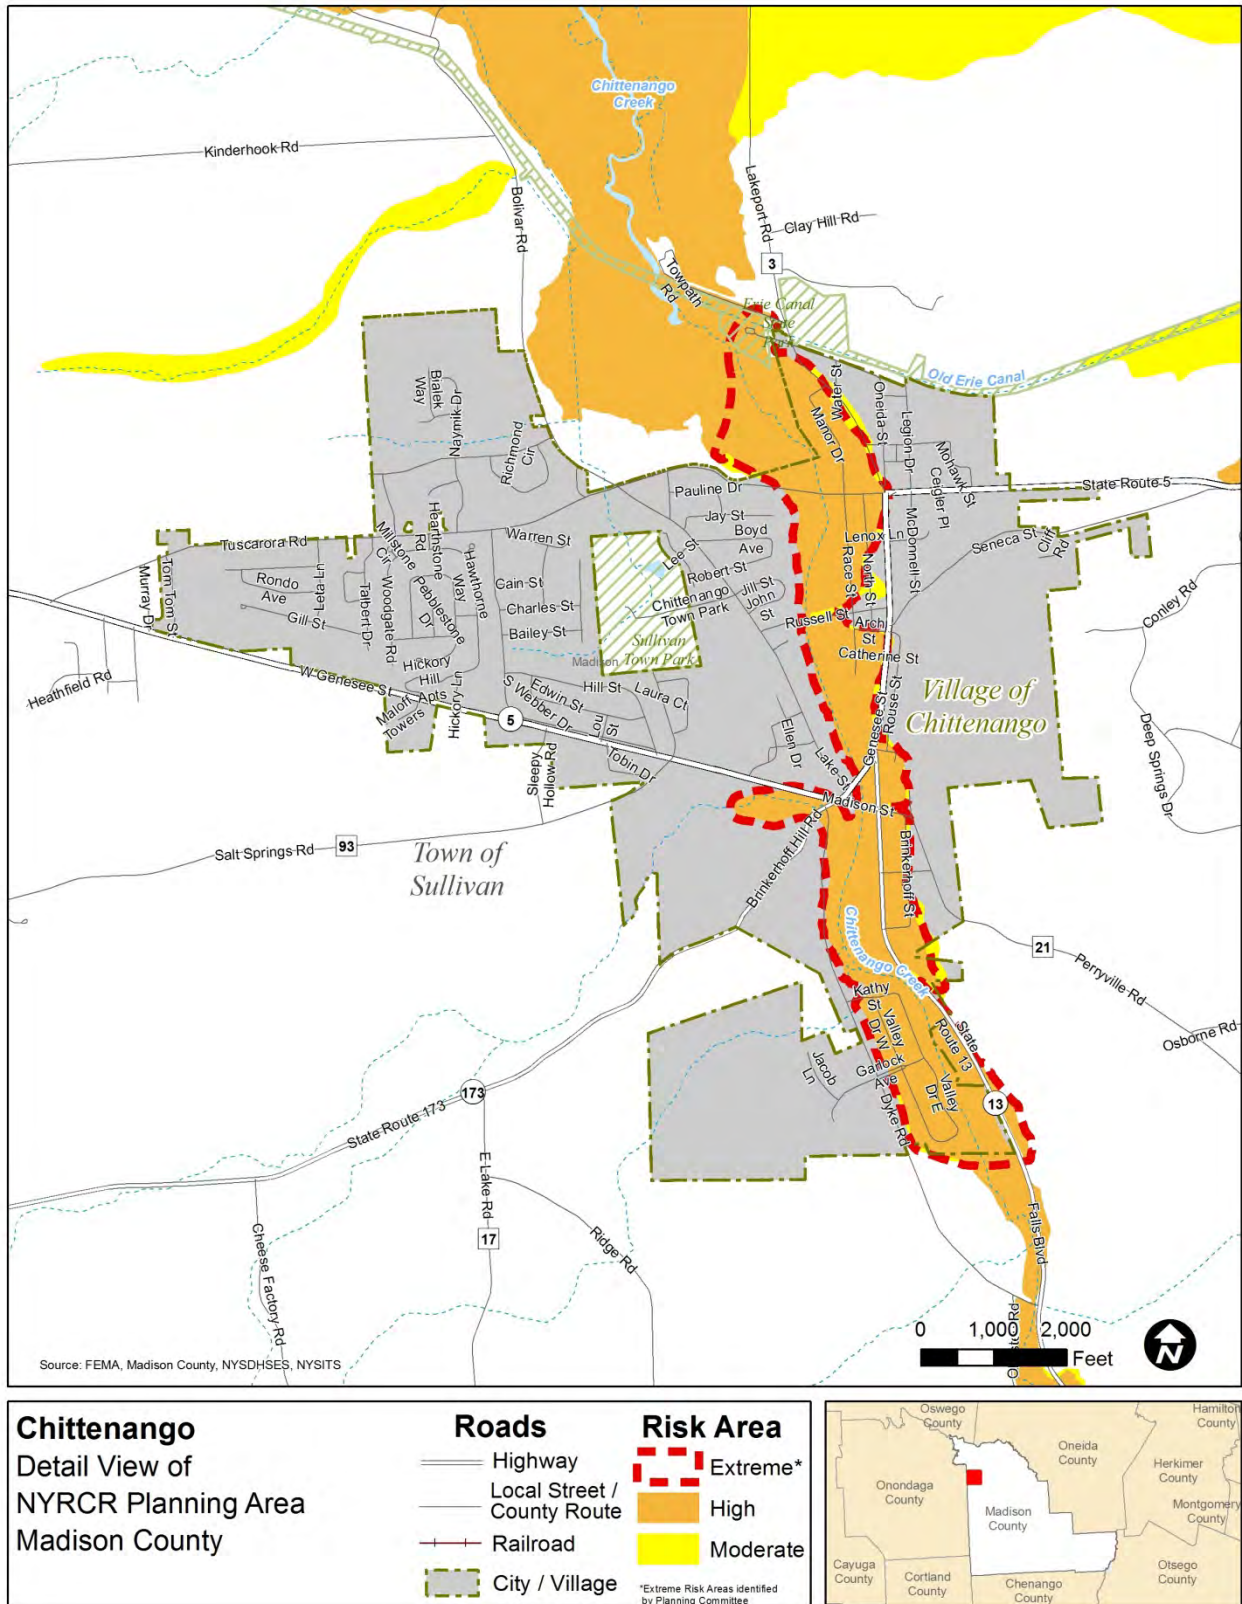 Chittenango
Creek
Kinderhook Rd
Bolivar Rd
Lakeport Rd
Clay Hill Rd
3
Towpath
Rd
Erie Canal
State
Park
Old Erie Canal
Bialek
Way
Naymik Dr
Richmond
Cir
Water St
Manor Dr
Oneida St
Legion Dr
Mohawk St
Ceigler Pl
State Route 5
Pauline Dr
Jay St
Boyd
Ave
McDonnell St
Lenox Ln
Seneca St
Cliff
Rd
Tuscarora Rd
Millstone
Cir
Hearthstone
Rd
Warren St
Lee St
Robert St
Race St
North St
Murray Dr
Tom Tom St
Rondo
Ave
Leta Ln
Gill St
Talbert Dr
Woodgate Rd
Pebblestone
Dr
Hawthorne
Way
Gain St
Charles St
Bailey St
Chittenango
Town Park
Jill St
John
St
Russell St
Arch
St
Catherine St
Conley Rd
Sullivan
Town Park
Madison
Heathfield Rd
W Genesee St
Hickory
Hill
Apts
Maloff
Towers
Hickory Ln
5
S Webber Dr
Edwin St
Hill St
Lou
St
Laura Ct
Ellen Dr
Lake St
Genesee St
Rouse St
Village of
Chittenango
Deep Springs Dr
Sleepy
Hollow Rd
Tobin Dr
Madison St
Salt Springs Rd
93
Town of
Sullivan
Brinkerhoff Hill Rd
Brinkerhoff St
Chittenango Creek
21
Perryville Rd
Osborne Rd
Kathy
St
Valley
Dr W
State
Route 13
Jacob
Ln
Garlock
Ave
Valley
Dr E
Dyke Rd
13
State Route 173
173
E Lake Rd
17
Ridge Rd
Cheese Factory Rd
Falls Blvd
0 1,000 2,000
Feet
N
Source: FEMA, Madison County, NYSDHSES, NYSITS
Chittenango
Detail View of
NYRCR Planning Area
Madison County
Roads
Highway
Local Street /
County Route
Railroad
City / Village
Risk Area
Extreme*
High
Moderate
*Extreme Risk Areas identified
by Planning Committee
Oswego
County
Hamilton
County
Oneida
County
Herkimer
County
Onondaga
County
Madison
County
Montgomery
County
Cayuga
County
Cortland
County
Chenango
County
Otsego
County